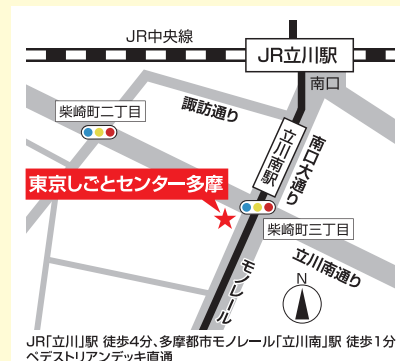 JR中央線
JR立川駅
南口
柴崎町二丁目
諏訪通り
立川南駅
南口大通り
東京しごとセンター多摩
柴崎町三丁目
立川南通り
モノレール
N
JR「立川」駅 徒歩4分、多摩都市モノレール「立川南」駅 徒歩1分
ペデストリアンデッキ直通